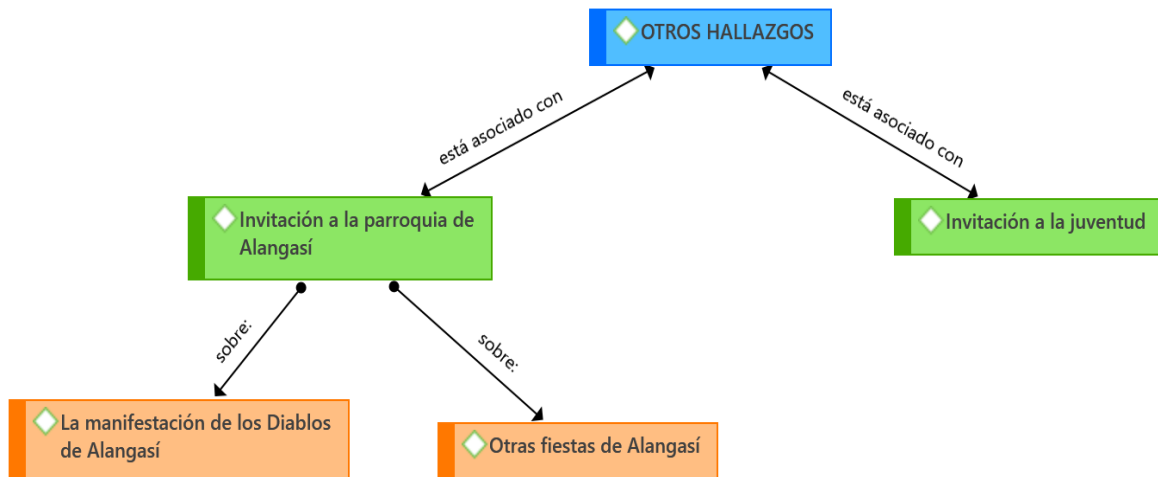 OTROS HALLAZGOS
está asociado con
está asociado con
Invitación a la parroquia de
Alangasí
Invitación a la juventud
sobre:
sobre:
La manifestación de los Diablos
de Alangasí
Otras fiestas de Alangasí